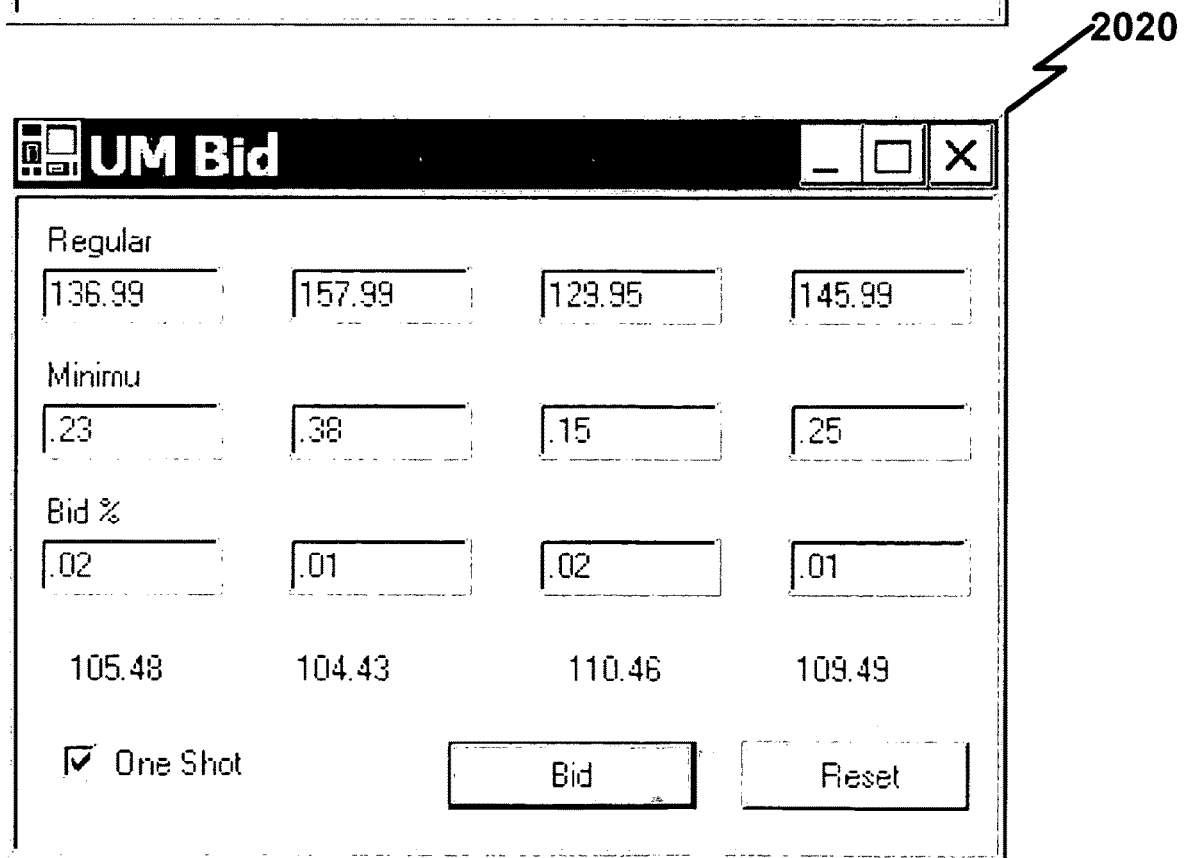 2020
UM Bid
Regular
136.99 157.99 129.95 145.99
Minimu
.23 .38 .15 .25
Bid %
.02 .01 .02 .01
105.48 104.43 110.46 109.49
One Shot Bid Reset